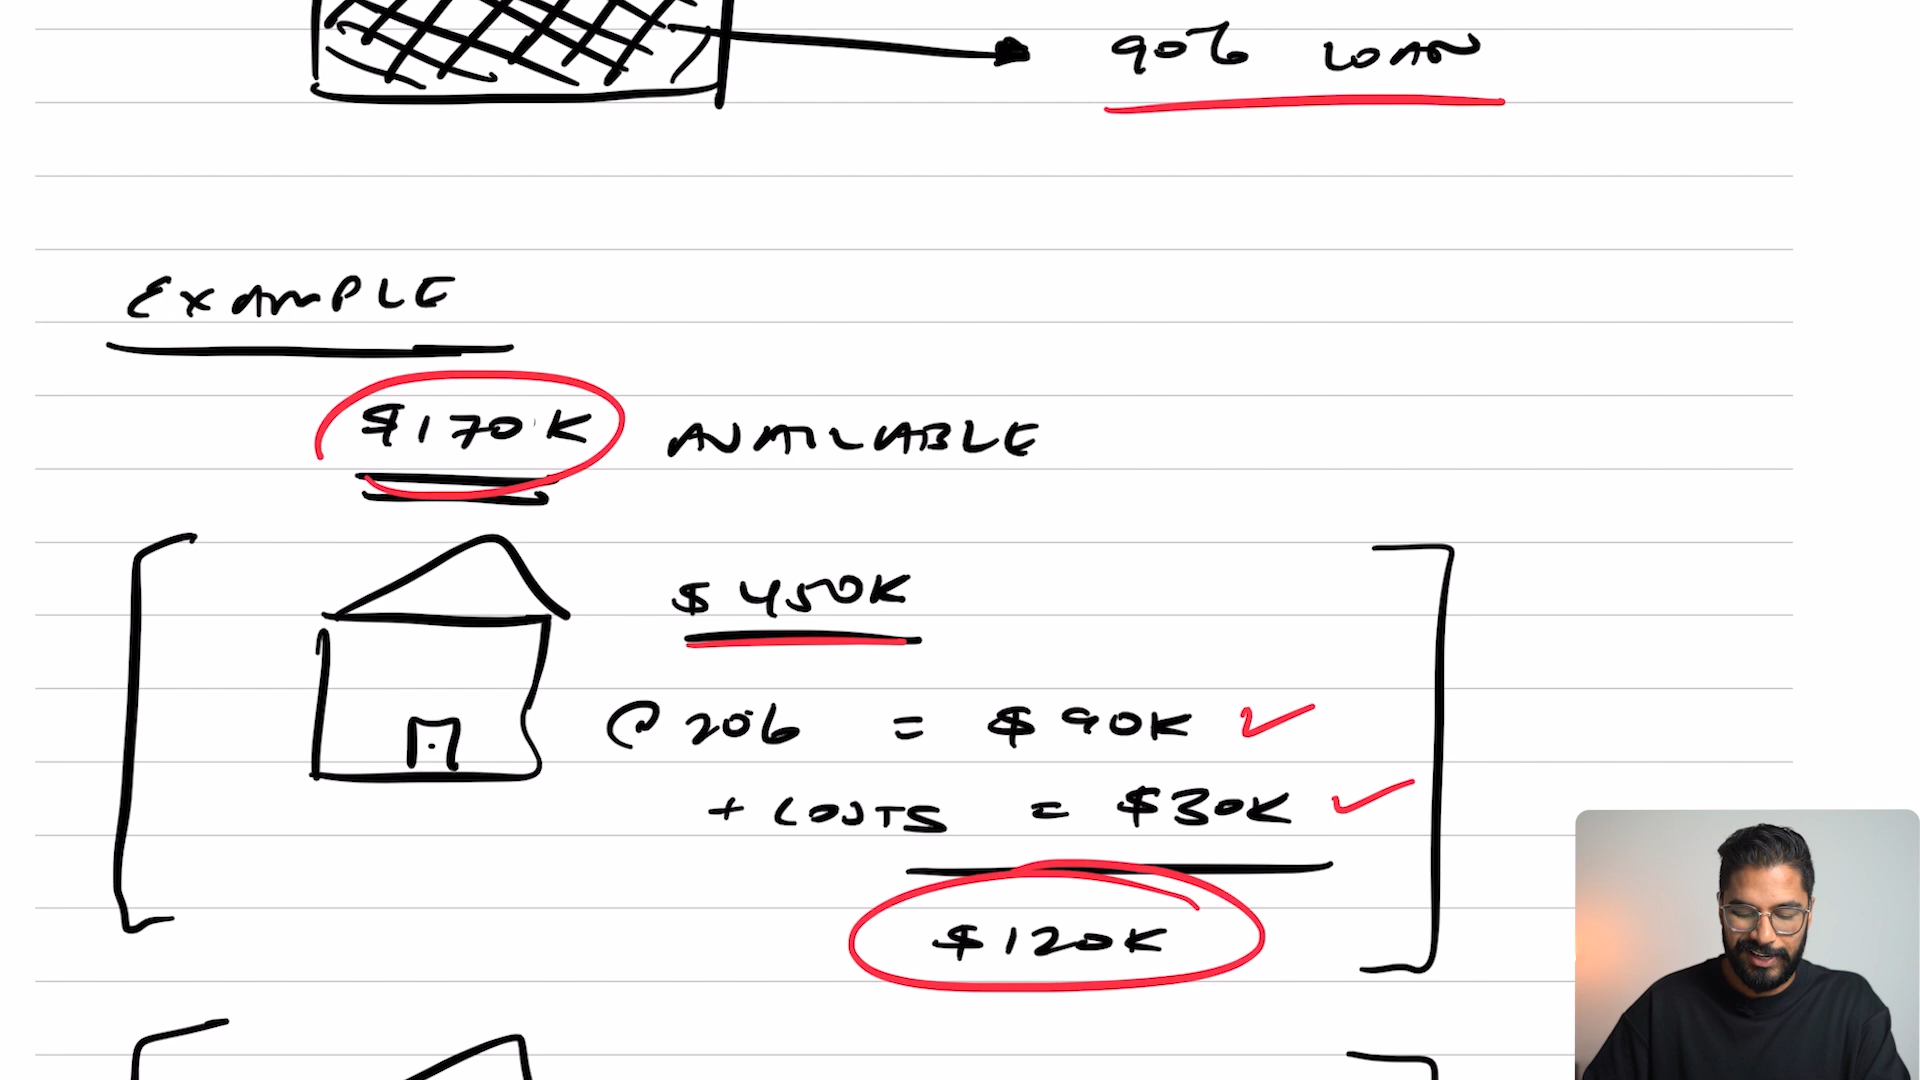 90% LOAN
EXAMPLE
$170K AVAILABLE
$450K
@ 20% = $90K
+ COSTS = $30K
$120K